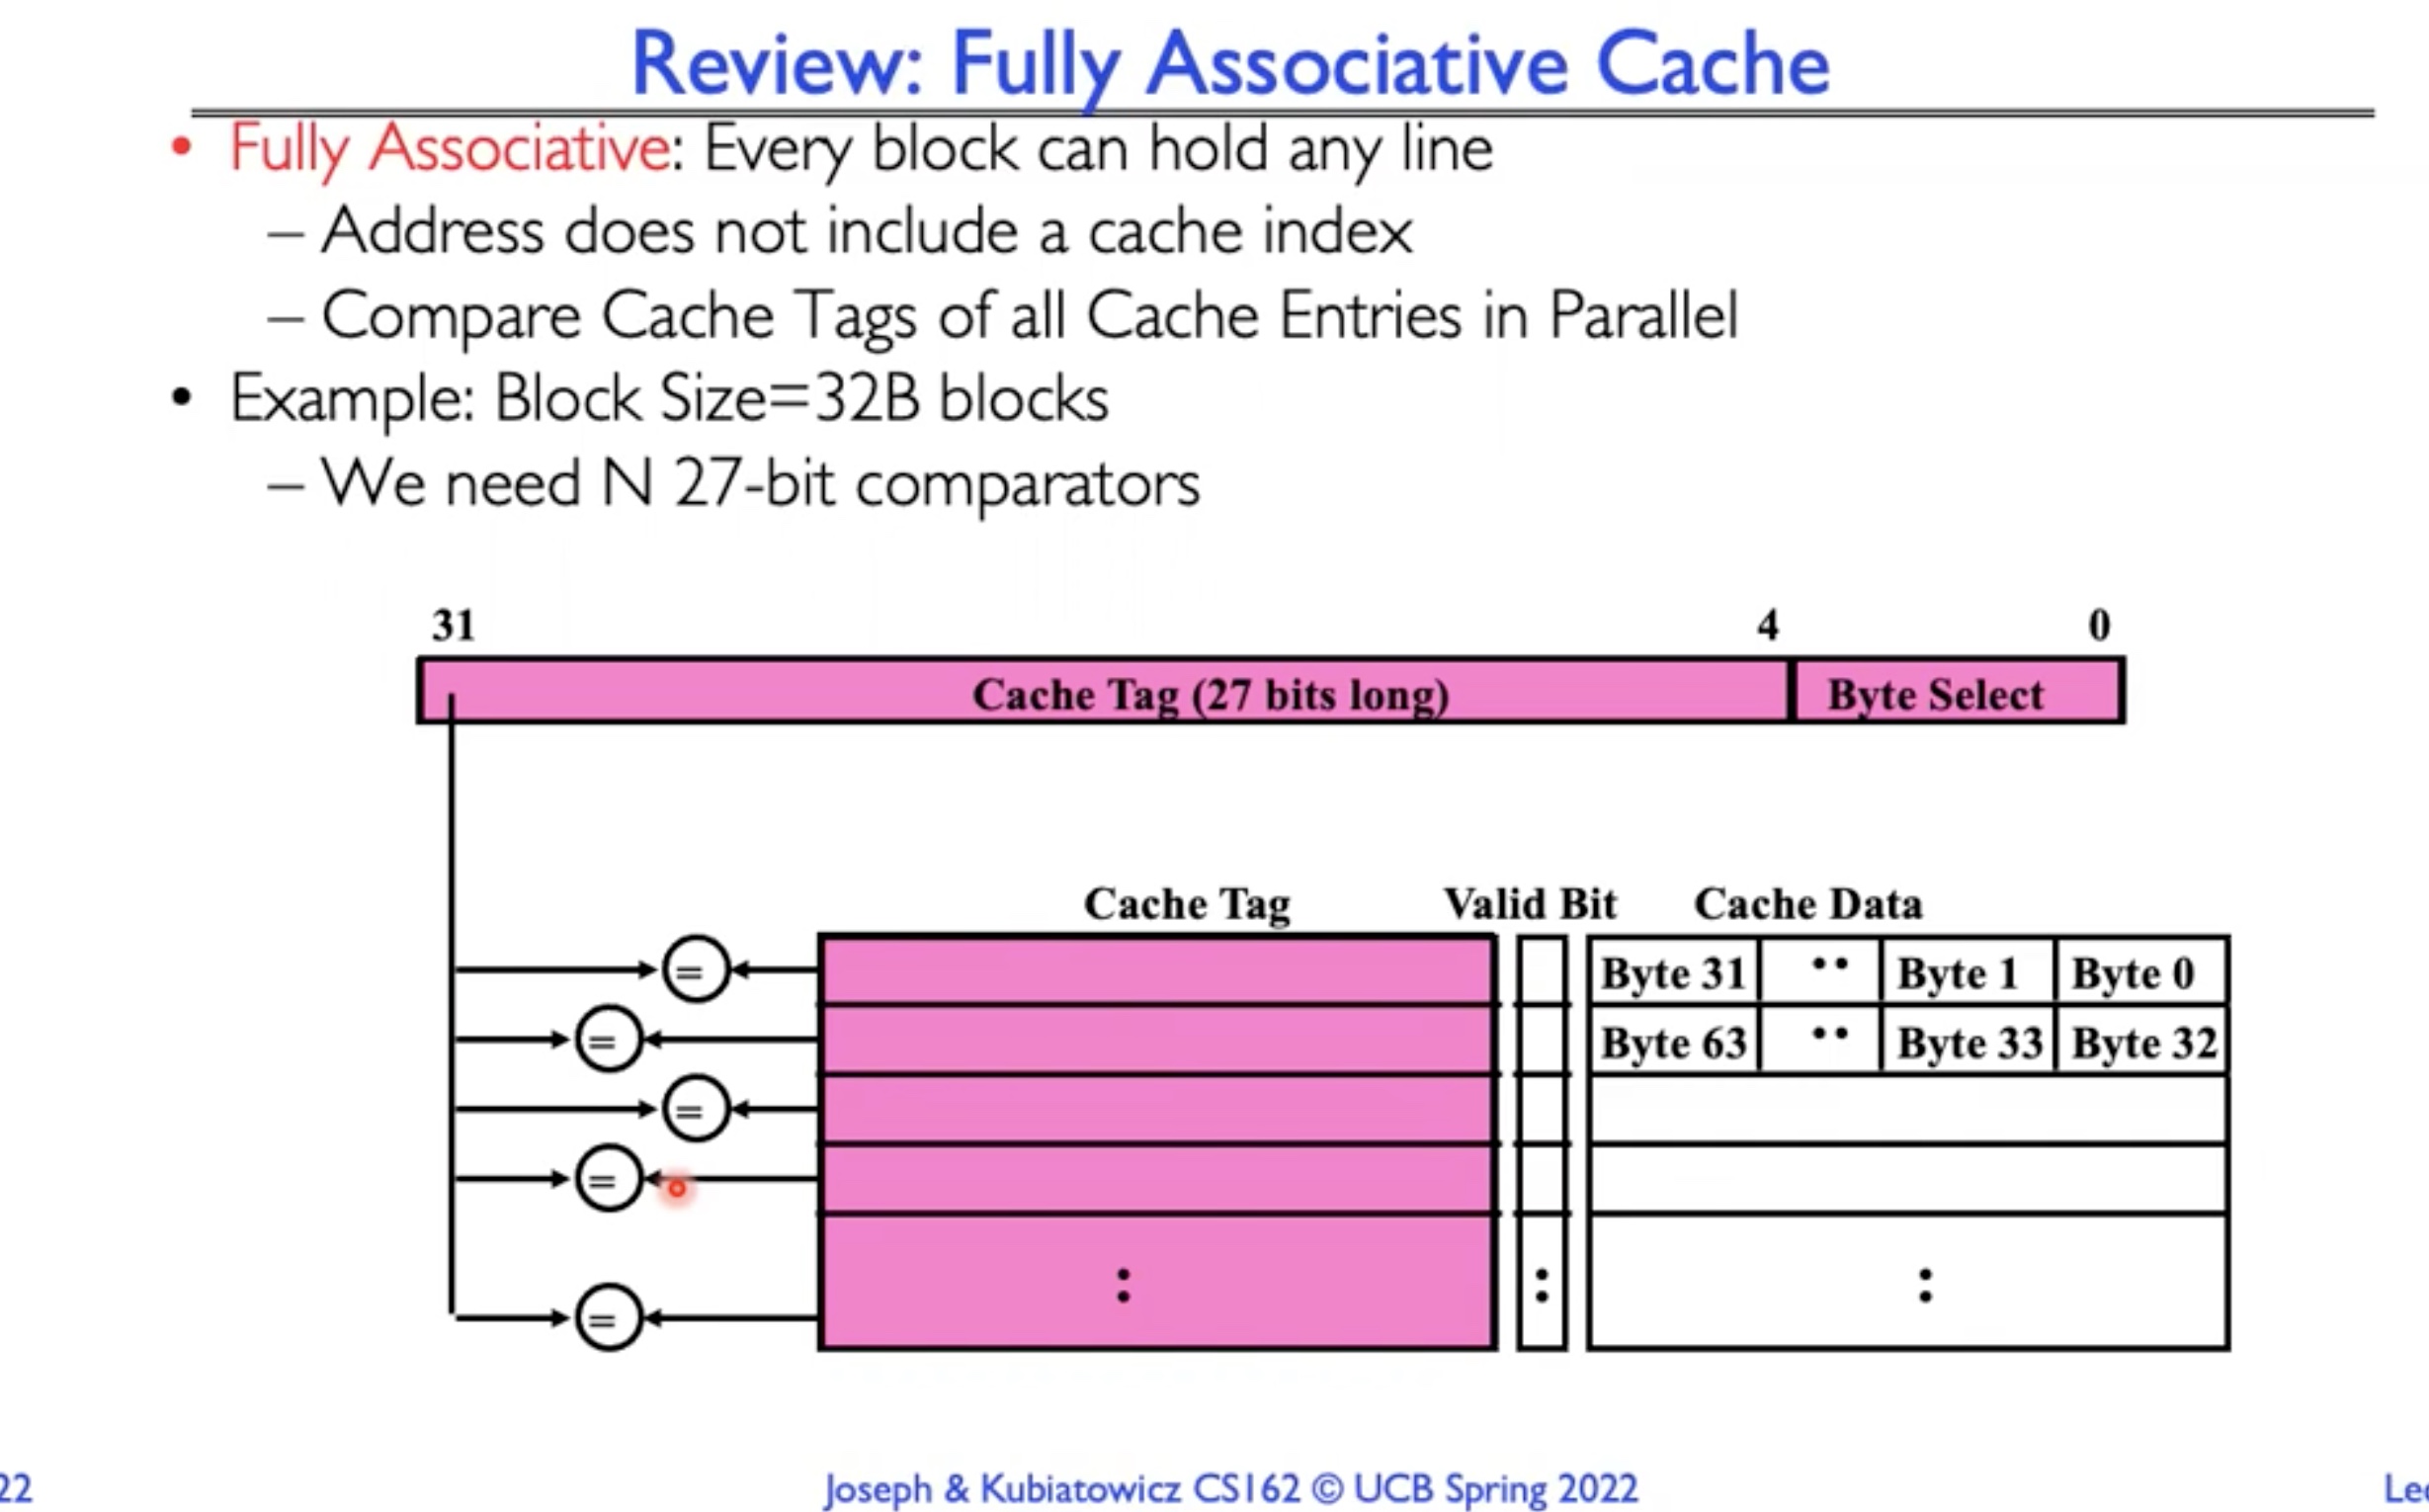 Review: Fully Associative Cache
• Fully Associative: Every block can hold any line
– Address does not include a cache index
– Compare Cache Tags of all Cache Entries in Parallel
• Example: Block Size=32B blocks
– We need N 27-bit comparators
31 4 0
Cache Tag (27 bits long) Byte Select
Cache Tag Valid Bit Cache Data
= Byte 31 •• Byte 1 Byte 0
= Byte 63 •• Byte 33 Byte 32
=
=
: : :
=
22 Joseph & Kubiatowicz CS162 © UCB Spring 2022 Lec